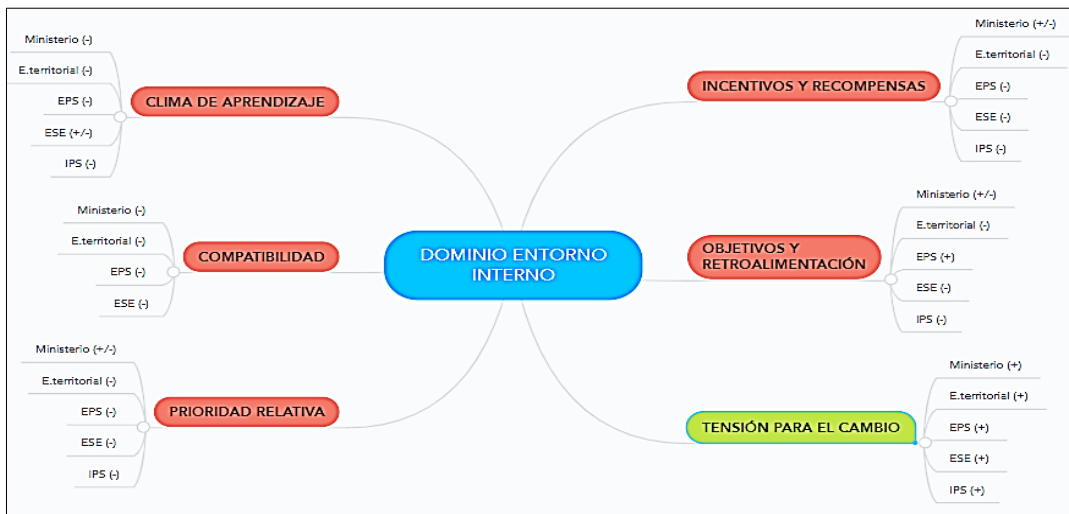 DOMINIO ENTORNO
INTERNO
CLIMA DE APRENDIZAJE
Ministerio (-)
E.territorial (-)
EPS (-)
ESE (+/-)
IPS (-)
COMPATIBILIDAD
Ministerio (-)
E.territorial (-)
EPS (-)
ESE (-)
PRIORIDAD RELATIVA
Ministerio (+/-)
E.territorial (-)
EPS (-)
ESE (-)
IPS (-)
INCENTIVOS Y RECOMPENSAS
Ministerio (+/-)
E.territorial (-)
EPS (-)
ESE (-)
IPS (-)
OBJETIVOS Y
RETROALIMENTACIÓN
Ministerio (+/-)
E.territorial (-)
EPS (+)
ESE (-)
IPS (-)
TENSIÓN PARA EL CAMBIO
Ministerio (+)
E.territorial (+)
EPS (+)
ESE (+)
IPS (+)